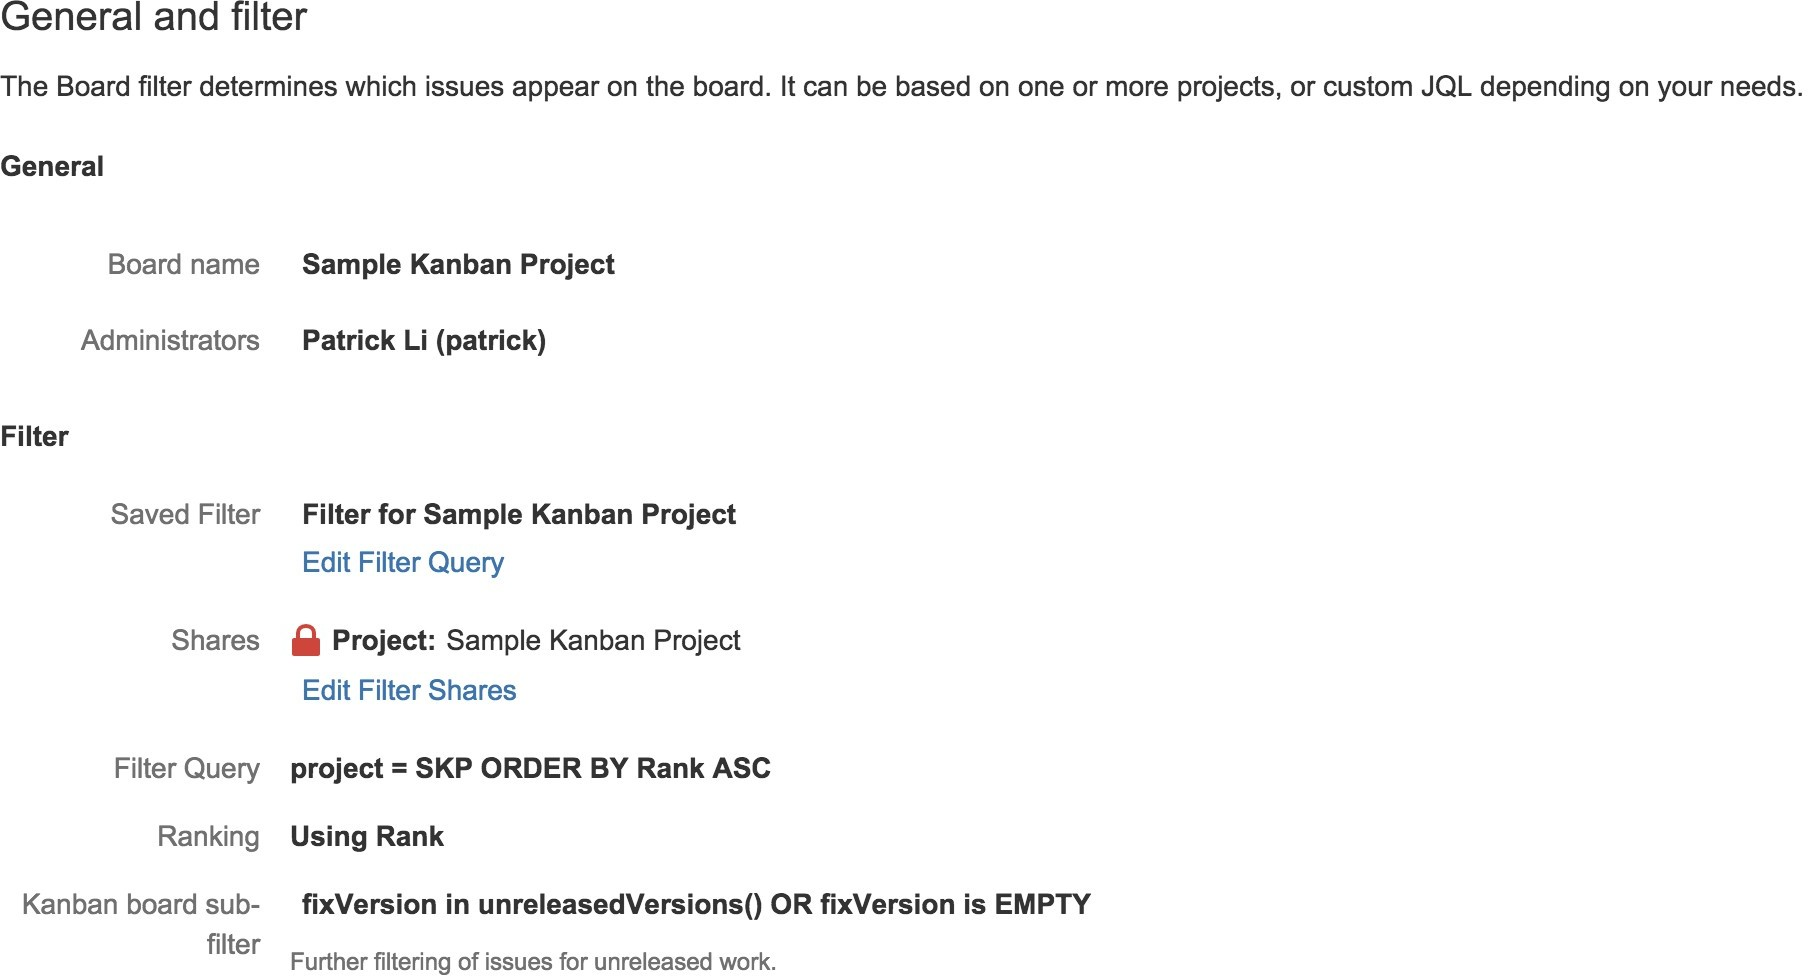 General and filter
The Board filter determines which issues appear on the board. It can be based on one or more projects, or custom JQL depending on your needs.
General
Board name Sample Kanban Project
Administrators Patrick Li (patrick)
Filter
Saved Filter Filter for Sample Kanban Project
Edit Filter Query
Shares Project: Sample Kanban Project
Edit Filter Shares
Filter Query project = SKP ORDER BY Rank ASC
Ranking Using Rank
Kanban board sub- fixVersion in unreleasedVersions() OR fixVersion is EMPTY
filter
Further filtering of issues for unreleased work.